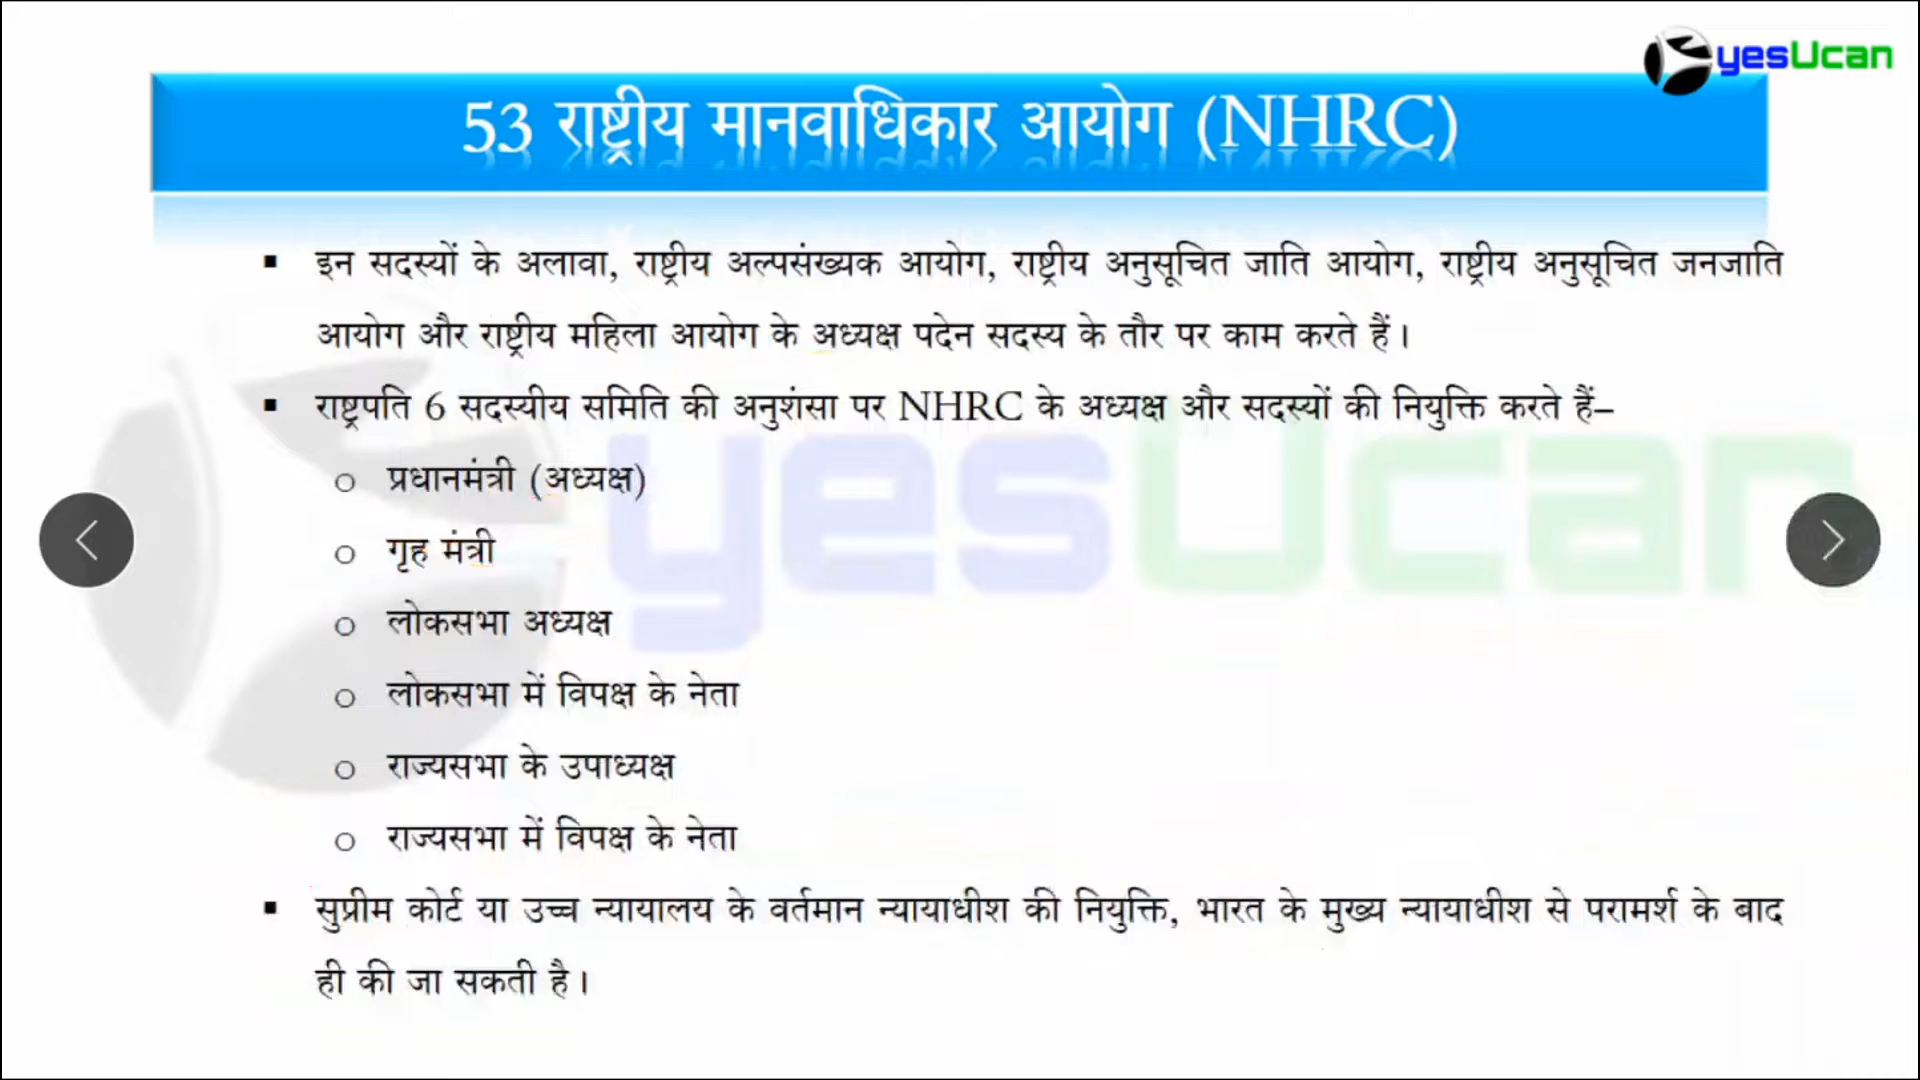 yesUcan
53 राष्ट्रीय मानवाधिकार आयोग (NHRC)
▪ इन सदस्यों के अलावा, राष्ट्रीय अल्पसंख्यक आयोग, राष्ट्रीय अनुसूचित जाति आयोग, राष्ट्रीय अनुसूचित जनजाति
आयोग और राष्ट्रीय महिला आयोग के अध्यक्ष पदेन सदस्य के तौर पर काम करते हैं।
▪ राष्ट्रपति 6 सदस्यीय समिति की अनुशंसा पर NHRC के अध्यक्ष और सदस्यों की नियुक्ति करते हैं–
o प्रधानमंत्री (अध्यक्ष)
o गृह मंत्री
o लोकसभा अध्यक्ष
o लोकसभा में विपक्ष के नेता
o राज्यसभा के उपाध्यक्ष
o राज्यसभा में विपक्ष के नेता
▪ सुप्रीम कोर्ट या उच्च न्यायालय के वर्तमान न्यायाधीश की नियुक्ति, भारत के मुख्य न्यायाधीश से परामर्श के बाद
ही की जा सकती है।
yesUcan